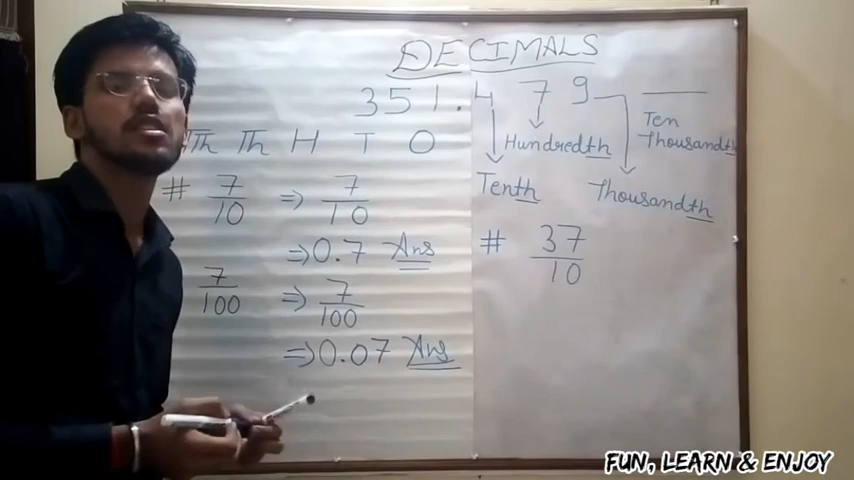 DECIMALS
351.479
TTh Th H T O
Tenth
Hundredth
Thousandth
Ten
Thousandth
# 7/10 ⇒ 7/10
⇒ 0.7 Ans
7/100 ⇒ 7/100
⇒ 0.07 Ans
# 37/10
FUN, LEARN & ENJOY